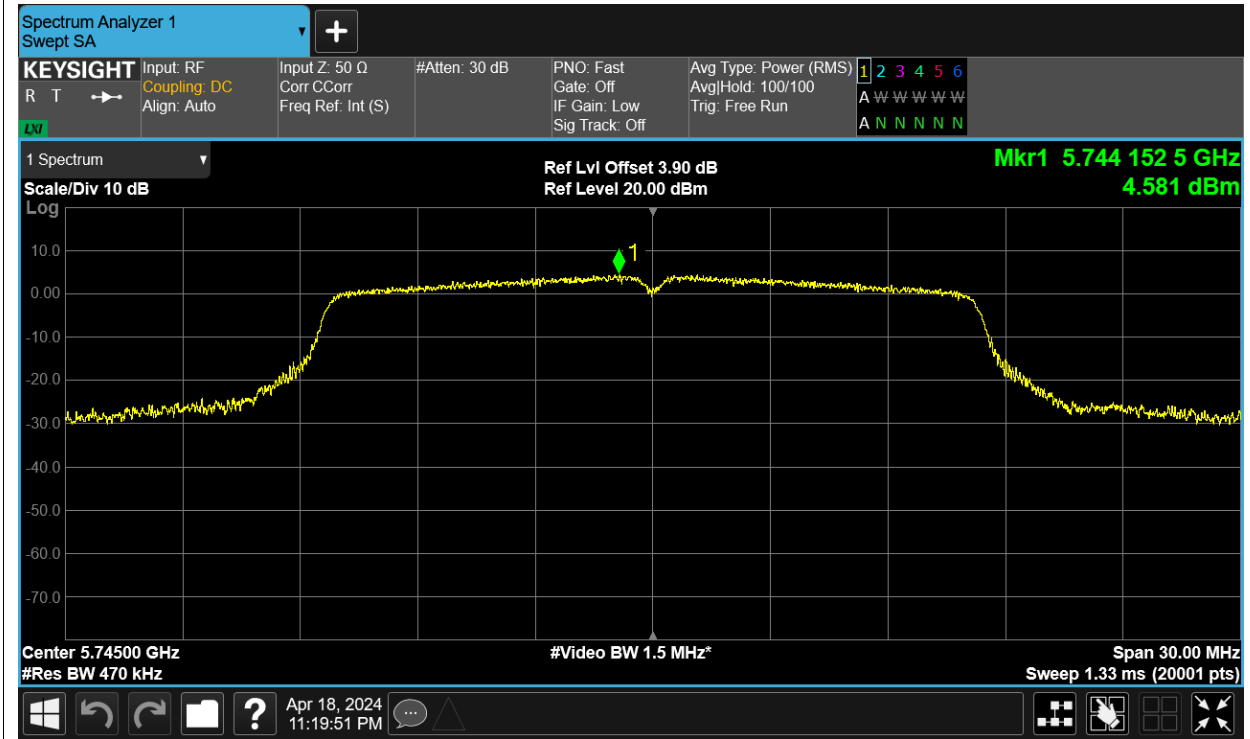 Spectrum Analyzer 1
Swept SA
KEYSIGHT
R T
LXI
Input: RF
Coupling: DC
Align: Auto
Input Z: 50 Ω
Corr CCorr
Freq Ref: Int (S)
#Atten: 30 dB
PNO: Fast
Gate: Off
IF Gain: Low
Sig Track: Off
Avg Type: Power (RMS)
Avg|Hold: 100/100
Trig: Free Run
1 2 3 4 5 6
A W W W W W
A N N N N N
1 Spectrum
Scale/Div 10 dB
Log
Ref Lvl Offset 3.90 dB
Ref Level 20.00 dBm
Mkr1 5.744 152 5 GHz
4.581 dBm
1
10.0
0.00
-10.0
-20.0
-30.0
-40.0
-50.0
-60.0
-70.0
Center 5.74500 GHz
#Video BW 1.5 MHz*
Span 30.00 MHz
#Res BW 470 kHz
Sweep 1.33 ms (20001 pts)
?
Apr 18, 2024
11:19:51 PM